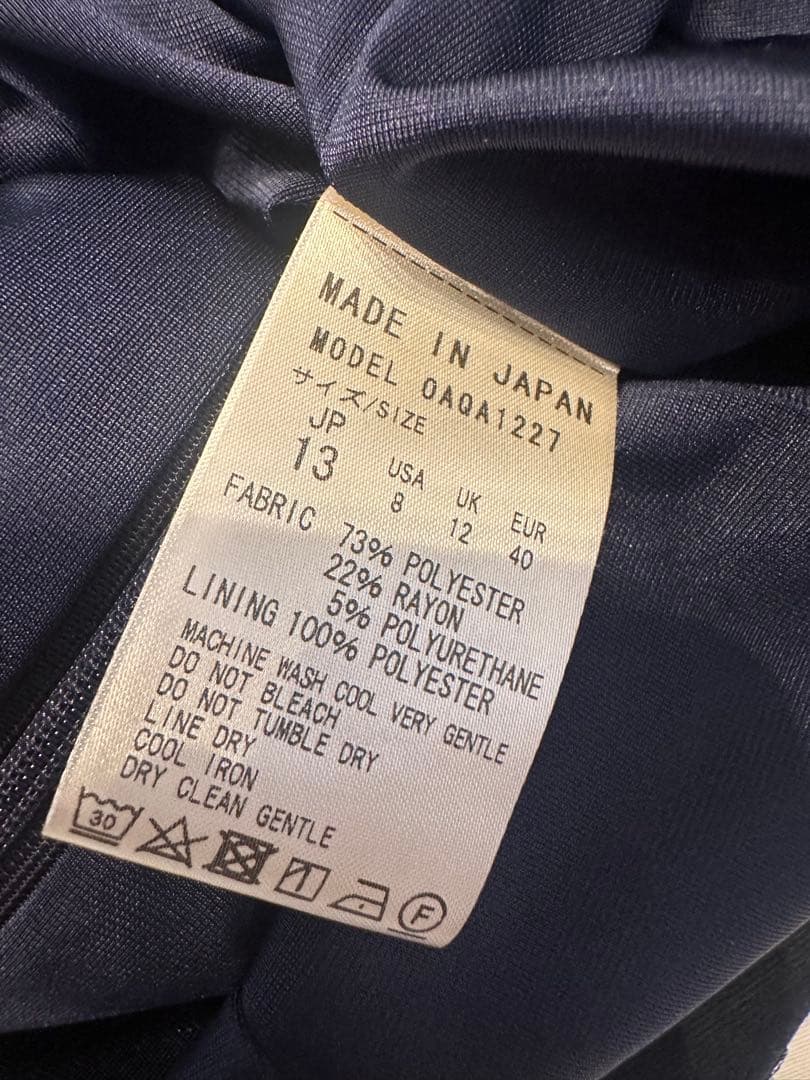 MADE IN JAPAN
MODEL OAQA1227
サイズ/SIZE
JP USA UK EUR
13 8 12 40
FABRIC 73% POLYESTER
22% RAYON
5% POLYURETHANE
LINING 100% POLYESTER
MACHINE WASH COOL VERY GENTLE
DO NOT BLEACH
DO NOT TUMBLE DRY
LINE DRY
COOL IRON
DRY CLEAN GENTLE
30 F